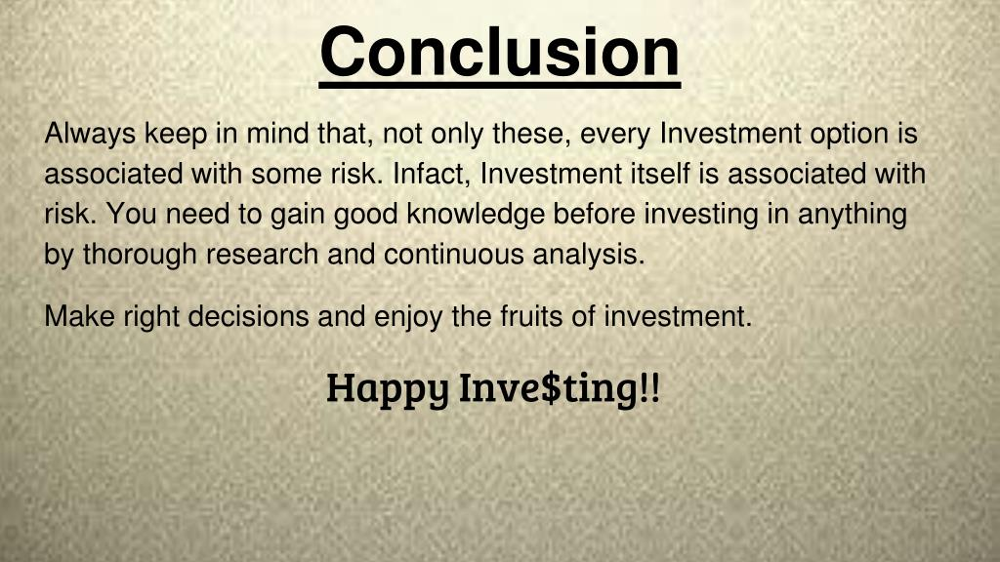 Conclusion
Always keep in mind that, not only these, every Investment option is
associated with some risk. Infact, Investment itself is associated with
risk. You need to gain good knowledge before investing in anything
by thorough research and continuous analysis.
Make right decisions and enjoy the fruits of investment.
Happy Inve$ting!!